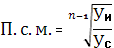 П. с. м. = ⁿ⁻¹√(Уи/Ус)